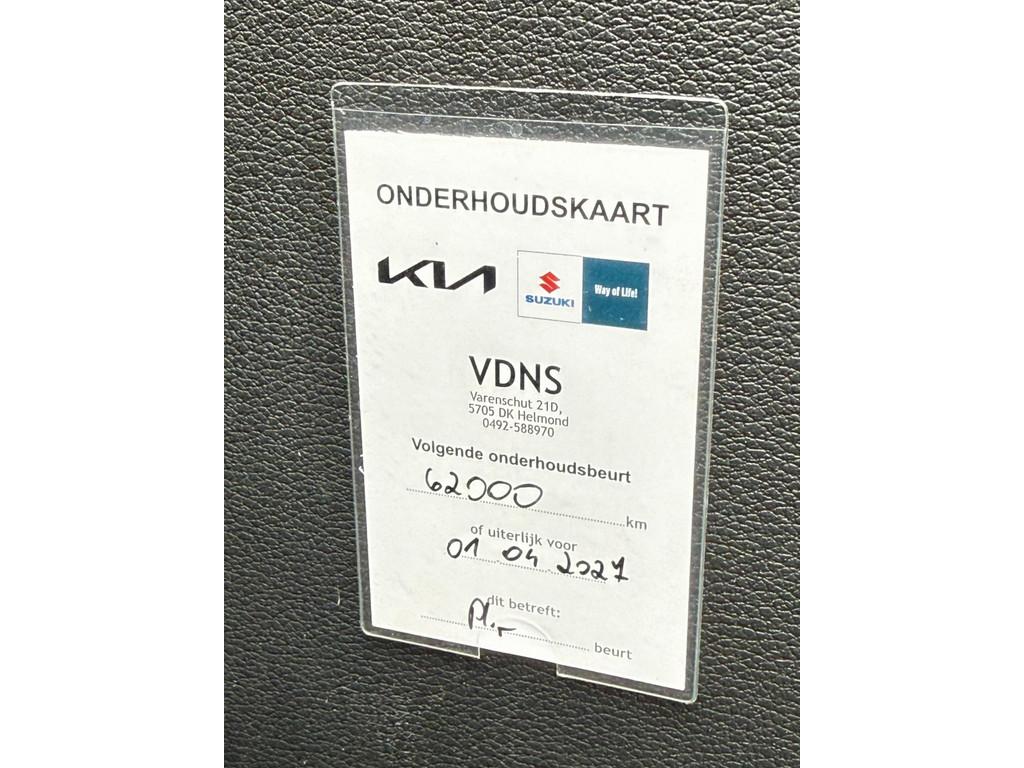 ONDERHOUDSKAART
KIA SUZUKI Way of Life!
VDNS
Varenschut 21D,
5705 DK Helmond
0492-588970
Volgende onderhoudsbeurt
62000 km
of uiterlijk voor
01.04.2027
dit betreft:
beurt